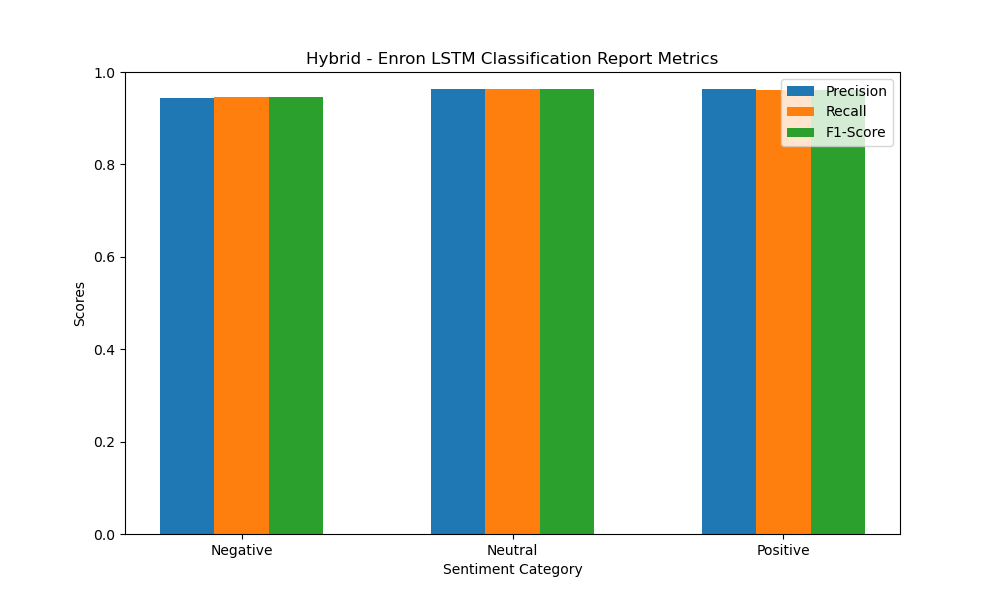 Hybrid - Enron LSTM Classification Report Metrics
1.0
0.8
0.6
0.4
0.2
0.0
Scores
Precision
Recall
F1-Score
Negative
Neutral
Positive
Sentiment Category